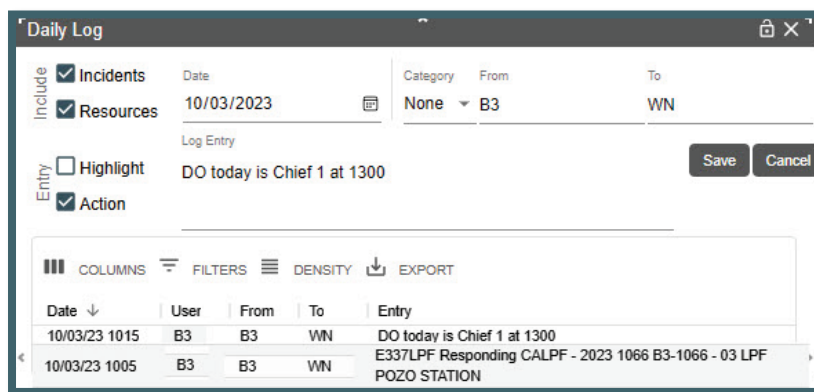 Daily Log
Include
Incidents
Resources
Date
10/03/2023
Category
None
From
B3
To
WN
Entry
Highlight
Action
Log Entry
DO today is Chief 1 at 1300
Save Cancel
COLUMNS FILTERS DENSITY EXPORT
Date User From To Entry
10/03/23 1015 B3 B3 WN DO today is Chief 1 at 1300
10/03/23 1005 B3 B3 WN E337LPF Responding CALPF - 2023 1066 B3-1066 - 03 LPF
POZO STATION